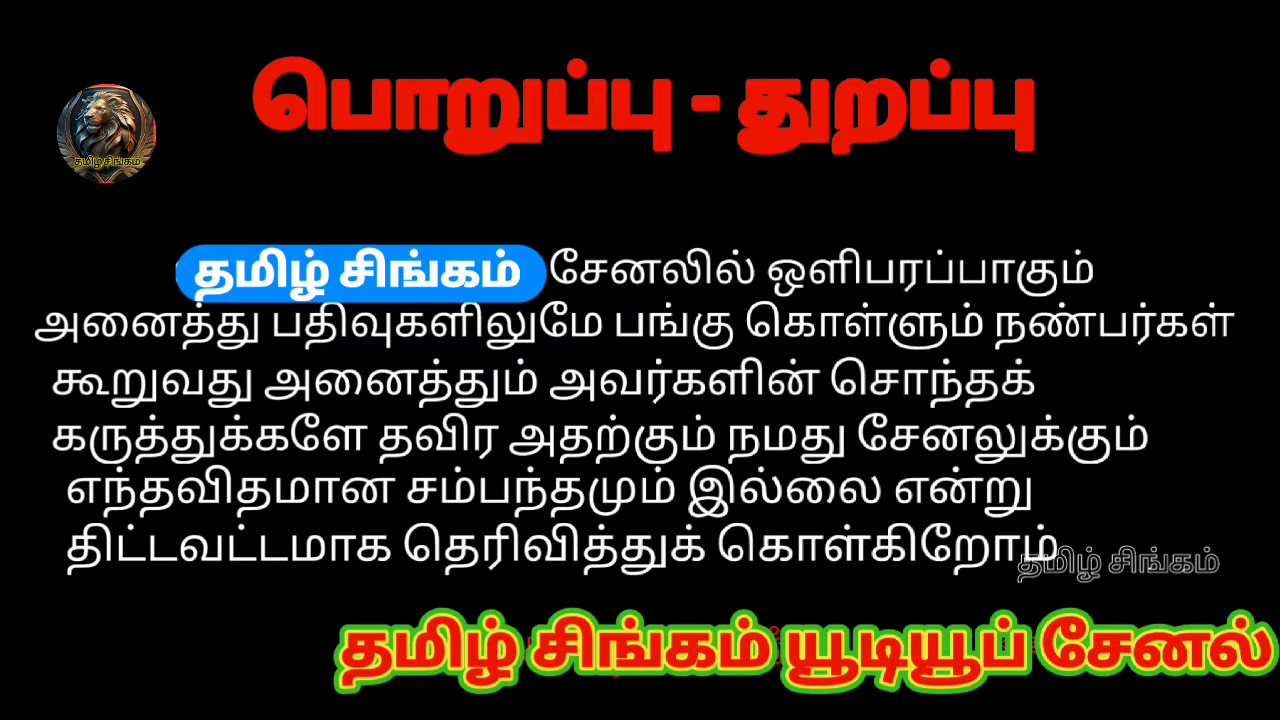 பொறுப்பு - துறப்பு
தமிழ் சிங்கம்
தமிழ் சிங்கம் சேனலில் ஒளிபரப்பாகும்
அனைத்து பதிவுகளிலுமே பங்கு கொள்ளும் நண்பர்கள்
கூறுவது அனைத்தும் அவர்களின் சொந்தக்
கருத்துக்களே தவிர அதற்கும் நமது சேனலுக்கும்
எந்தவிதமான சம்பந்தமும் இல்லை என்று
திட்டவட்டமாக தெரிவித்துக் கொள்கிறோம்
தமிழ் சிங்கம்
தமிழ் சிங்கம் யூடியூப் சேனல்